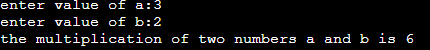 enter value of a:3
enter value of b:2
the multiplication of two numbers a and b is 6